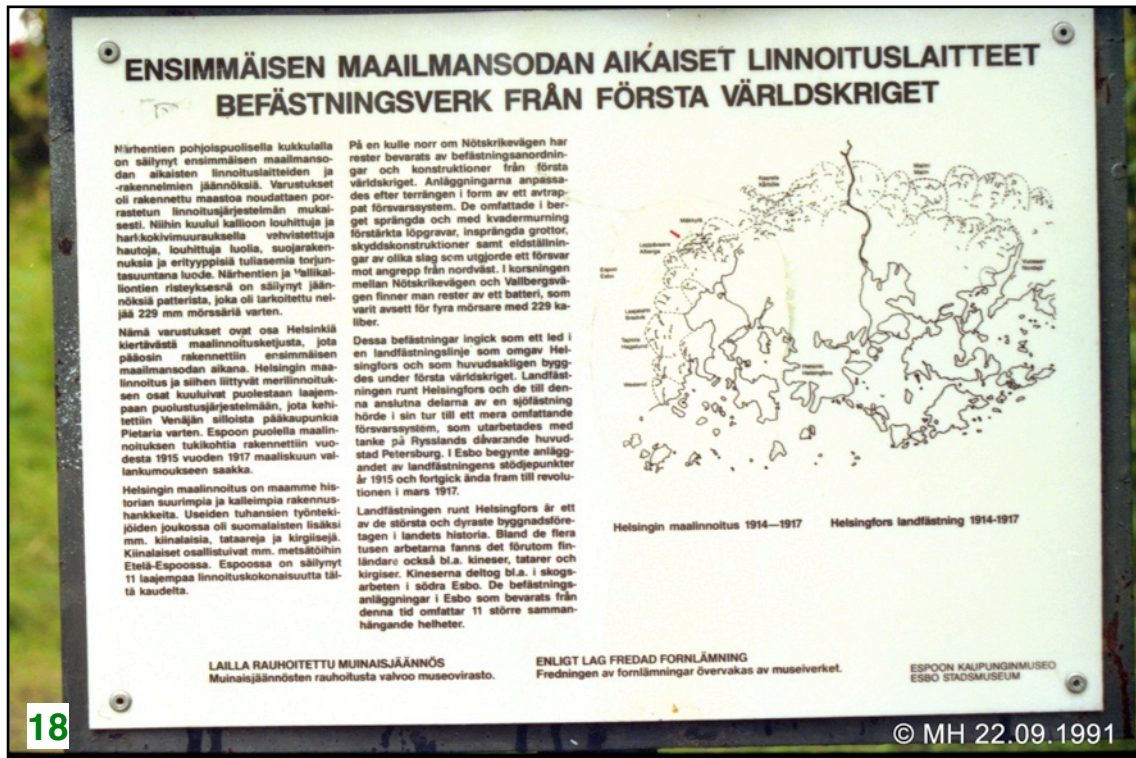 ENSIMMÄISEN MAAILMANSODAN AIKAISET LINNOITUSLAITTEET
BEFÄSTNINGSVERK FRÅN FÖRSTA VÄRLDSKRIGET
Närhentien pohjoispuolisella kukkulalla
on säilynyt ensimmäisen maailmanso-
dan aikaisten linnoituslaitteiden ja
-rakennelmien jäännöksiä. Varustukset
oli rakennettu maastoa noudattaen por-
rastetun linnoitusjärjestelmän mukai-
sesti. Niihin kuului kallioon louhittuja ja
harkkokivimuurauksella vahvistettuja
hautoja, louhittuja luolia, suojaraken-
nuksia ja erityyppisiä tuliasemia torjun-
tasuuntana luode. Närhentien ja Vallikal-
liontien risteyksessä on säilynyt jään-
nöksiä patterista, joka oli tarkoitettu nel-
jää 229 mm mörssäriä varten.
Nämä varustukset ovat osa Helsinkiä
kiertävästä maalinnoitusketjusta, jota
pääosin rakennettiin ensimmäisen
maailmansodan aikana. Helsingin maa-
linnoitus ja siihen liittyvät merilinnoituk-
sen osat kuuluivat puolestaan laajem-
paan puolustusjärjestelmään, jota kehi-
tettiin Venäjän silloista pääkaupunkia
Pietaria varten. Espoon puolella maalin-
noituksen tukikohtia rakennettiin vuo-
desta 1915 vuoden 1917 maaliskuun val-
lankumoukseen saakka.
Helsingin maalinnoitus on maamme his-
torian suurimpia ja kalleimpia rakennus-
hankkeita. Useiden tuhansien työnteki-
jöiden joukossa oli suomalaisten lisäksi
mm. kiinalaisia, tataareja ja kirgiisejä.
Kiinalaiset osallistuivat mm. metsätöihin
Etelä-Espoossa. Espoossa on säilynyt
11 laajempaa linnoituskokonaisuutta täl-
tä kaudelta.
På en kulle norr om Nötskrikevägen har
rester bevarats av befästningsanordnin-
gar och konstruktioner från första
världskriget. Anläggningarna anpassa-
des efter terrängen i form av ett avtrap-
pat försvarssystem. De omfattade i ber-
get sprängda och med kvadermurning
förstärkta löpgravar, insprängda grottor,
skyddskonstruktioner samt eldställnin-
gar av olika slag som utgjorde ett försvar
mot angrepp från nordväst. I korsningen
mellan Nötskrikevägen och Vallbergsvä-
gen finner man rester av ett batteri, som
varit avsett för fyra mörsare med 229 ka-
liber.
Dessa befästningar ingick som ett led i
en landfästningslinje som omgav Hel-
singfors och som huvudsakligen bygg-
des under första världskriget. Landfäst-
ningen runt Helsingfors och de till den-
na anslutna delarna av en sjöfästning
hörde i sin tur till ett mera omfattande
försvarssystem, som utarbetades med
tanke på Rysslands dåvarande huvud-
stad Petersburg. I Esbo begynte anlägg-
andet av landfästningens stödjepunkter
år 1915 och fortgick ända fram till revolu-
tionen i mars 1917.
Landfästningen runt Helsingfors är ett
av de största och dyraste byggnadsföre-
tagen i landets historia. Bland de flera
tusen arbetarna fanns det förutom fin-
ländare också bl.a. kineser, tatarer och
kirgiser. Kineserna deltog bl.a. i skogs-
arbeten i södra Esbo. De befästnings-
anläggningar i Esbo som bevarats från
denna tid omfattar 11 större samman-
hängande helheter.
Malmi
Malm
Kaarela
Kårböle
Mäkkylä
Leppävaara
Alberga
Espoo
Esbo
Laajalahti
Bredvik
Tapiola
Hagalund
Westend
Vuosaari
Nordsjö
Helsinki
Helsingfors
Helsingin maalinnoitus 1914—1917
Helsingfors landfästning 1914-1917
LAILLA RAUHOITETTU MUINAISJÄÄNNÖS
Muinaisjäännösten rauhoitusta valvoo museovirasto.
ENLIGT LAG FREDAD FORNLÄMNING
Fredningen av fornlämningar övervakas av museiverket.
ESPOON KAUPUNGINMUSEO
ESBO STADSMUSEUM
18
© MH 22.09.1991